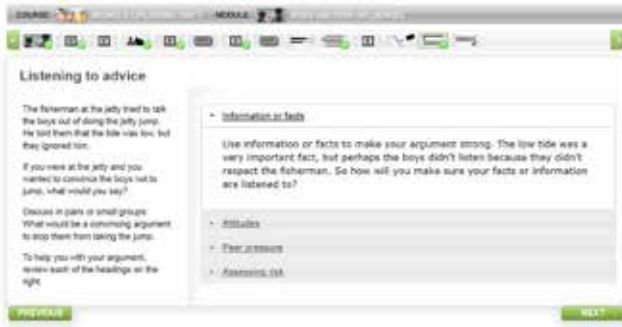 COURSE:
MODULE:
Listening to advice
The fisherman at the jetty tried to talk
the boys out of doing the jetty jump.
He told them that the tide was low, but
they ignored him.
If you were at the jetty and you
wanted to convince the boys not to
jump, what would you say?
Discuss in pairs or small groups:
What would be a convincing argument
to stop them from taking the jump.
To help you with your argument,
review each of the headings on the
right.
Information or facts
Use information or facts to make your argument strong. The low tide was a
very important fact, but perhaps the boys didn't listen because they didn't
respect the fisherman. So how will you make sure your facts or information
are listened to?
Attitudes
Peer pressure
Assessing risk
PREVIOUS
NEXT